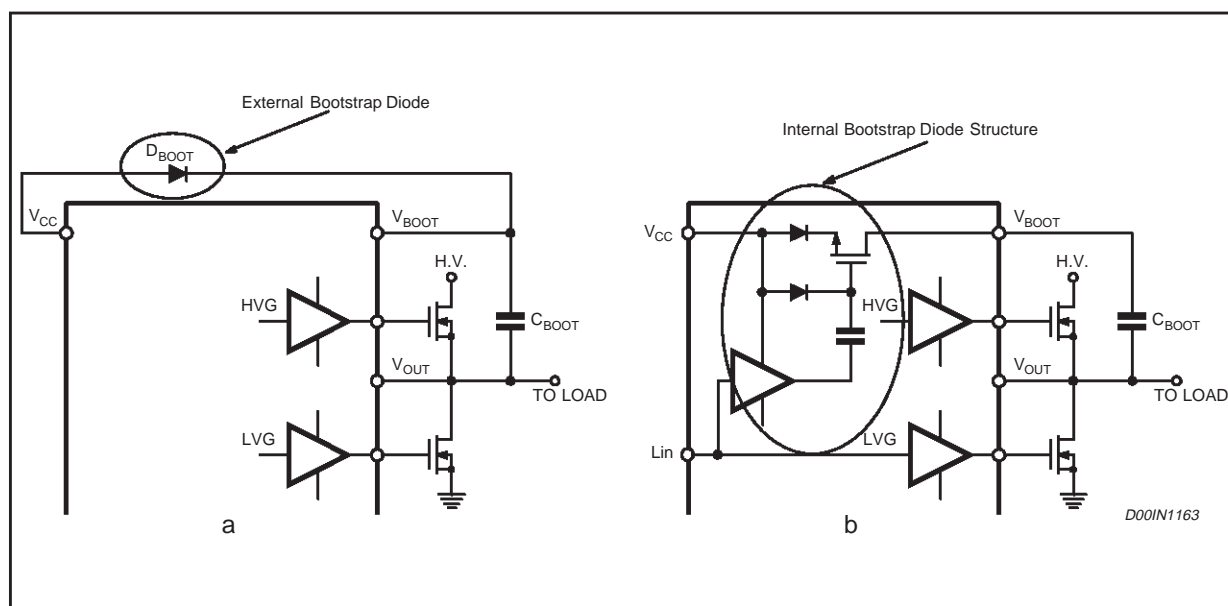 External Bootstrap Diode
D_BOOT
V_CC
V_BOOT
H.V.
HVG
C_BOOT
V_OUT
TO LOAD
LVG
a
Internal Bootstrap Diode Structure
V_CC
V_BOOT
H.V.
HVG
C_BOOT
V_OUT
TO LOAD
Lin
LVG
b
D00IN1163